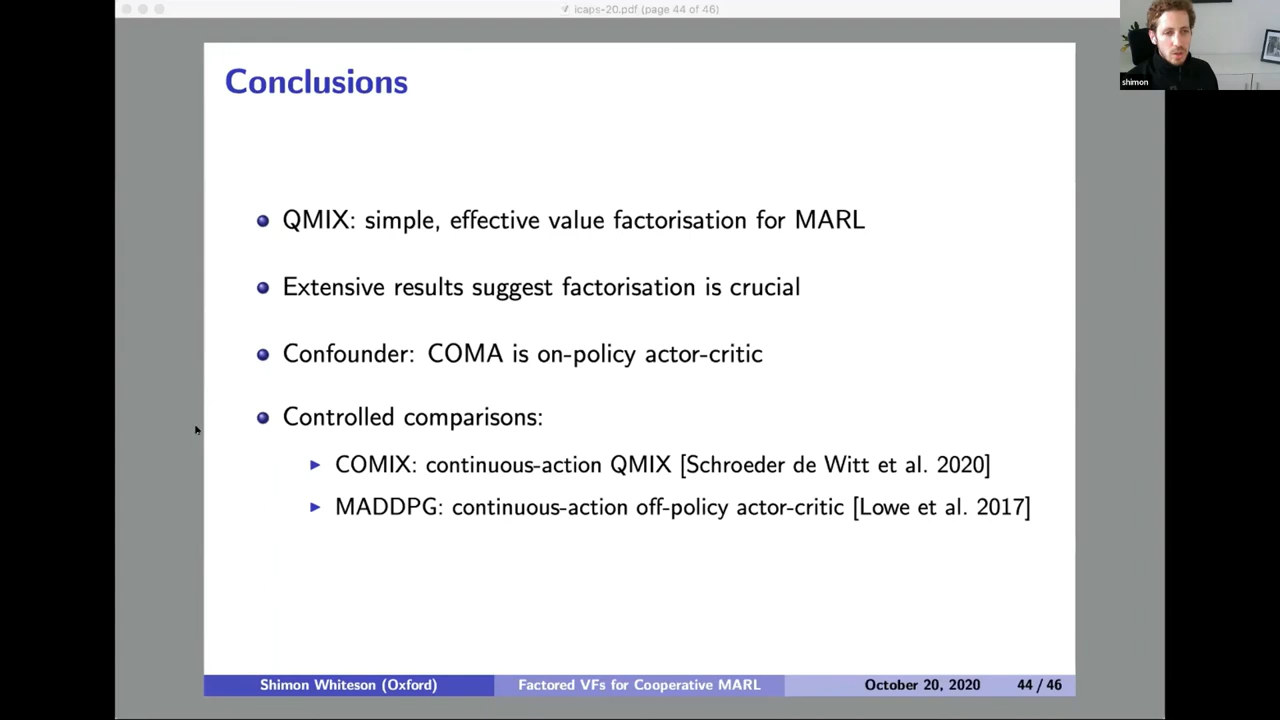 icaps-20.pdf (page 44 of 46)
shimon
Conclusions
QMIX: simple, effective value factorisation for MARL
Extensive results suggest factorisation is crucial
Confounder: COMA is on-policy actor-critic
Controlled comparisons:
COMIX: continuous-action QMIX [Schroeder de Witt et al. 2020]
MADDPG: continuous-action off-policy actor-critic [Lowe et al. 2017]
Shimon Whiteson (Oxford) Factored VFs for Cooperative MARL October 20, 2020 44 / 46